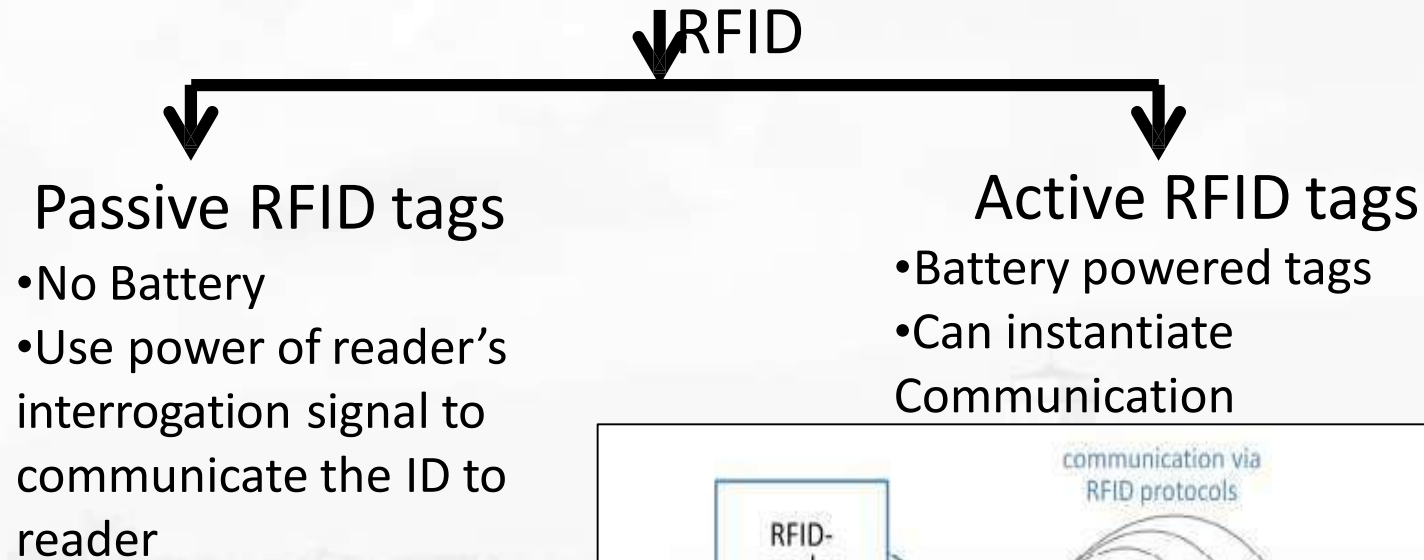 RFID
Passive RFID tags
•No Battery
•Use power of reader’s
interrogation signal to
communicate the ID to
reader
Active RFID tags
•Battery powered tags
•Can instantiate
Communication
communication via
RFID protocols
RFID-